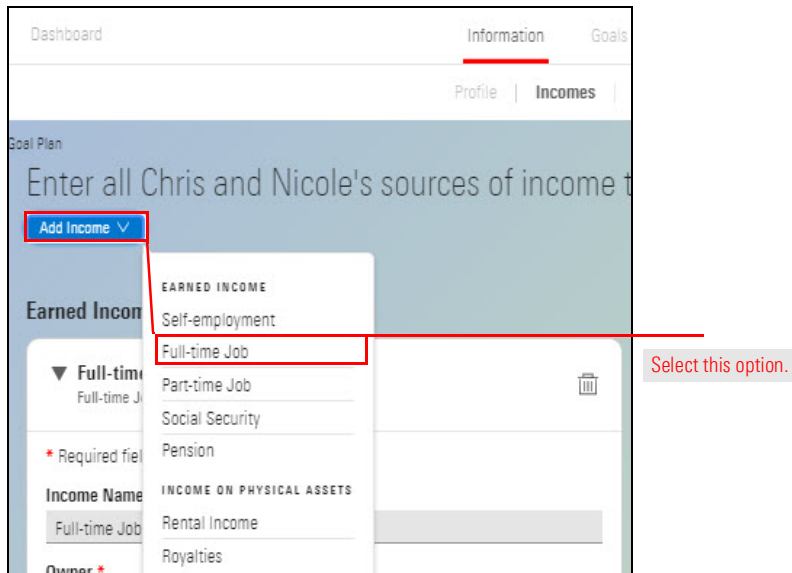 Dashboard Information Goals
Profile | Incomes |
Goal Plan
Enter all Chris and Nicole's sources of income t
Add Income
EARNED INCOME
Earned Incom
Self-employment
Full-time Job
Select this option.
Full-time
Part-time Job
Full-time J
Social Security
* Required fiel
Pension
Income Name
INCOME ON PHYSICAL ASSETS
Full-time Job
Rental Income
Royalties
Owner *